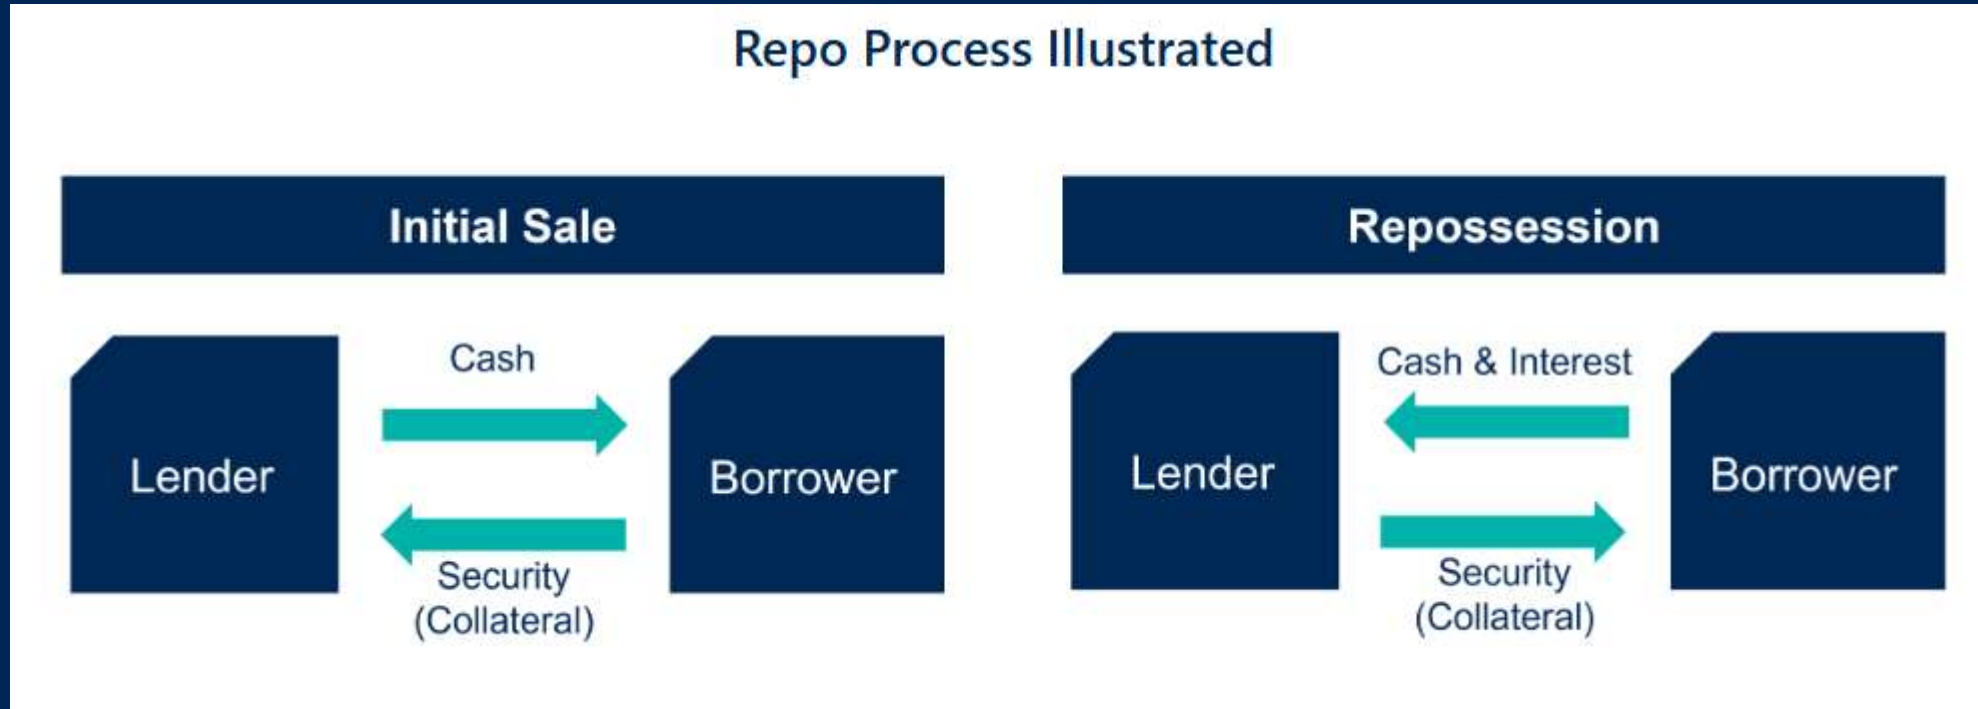 Repo Process Illustrated
Initial Sale
Lender
Cash
Security
(Collateral)
Borrower
Repossession
Lender
Cash & Interest
Security
(Collateral)
Borrower